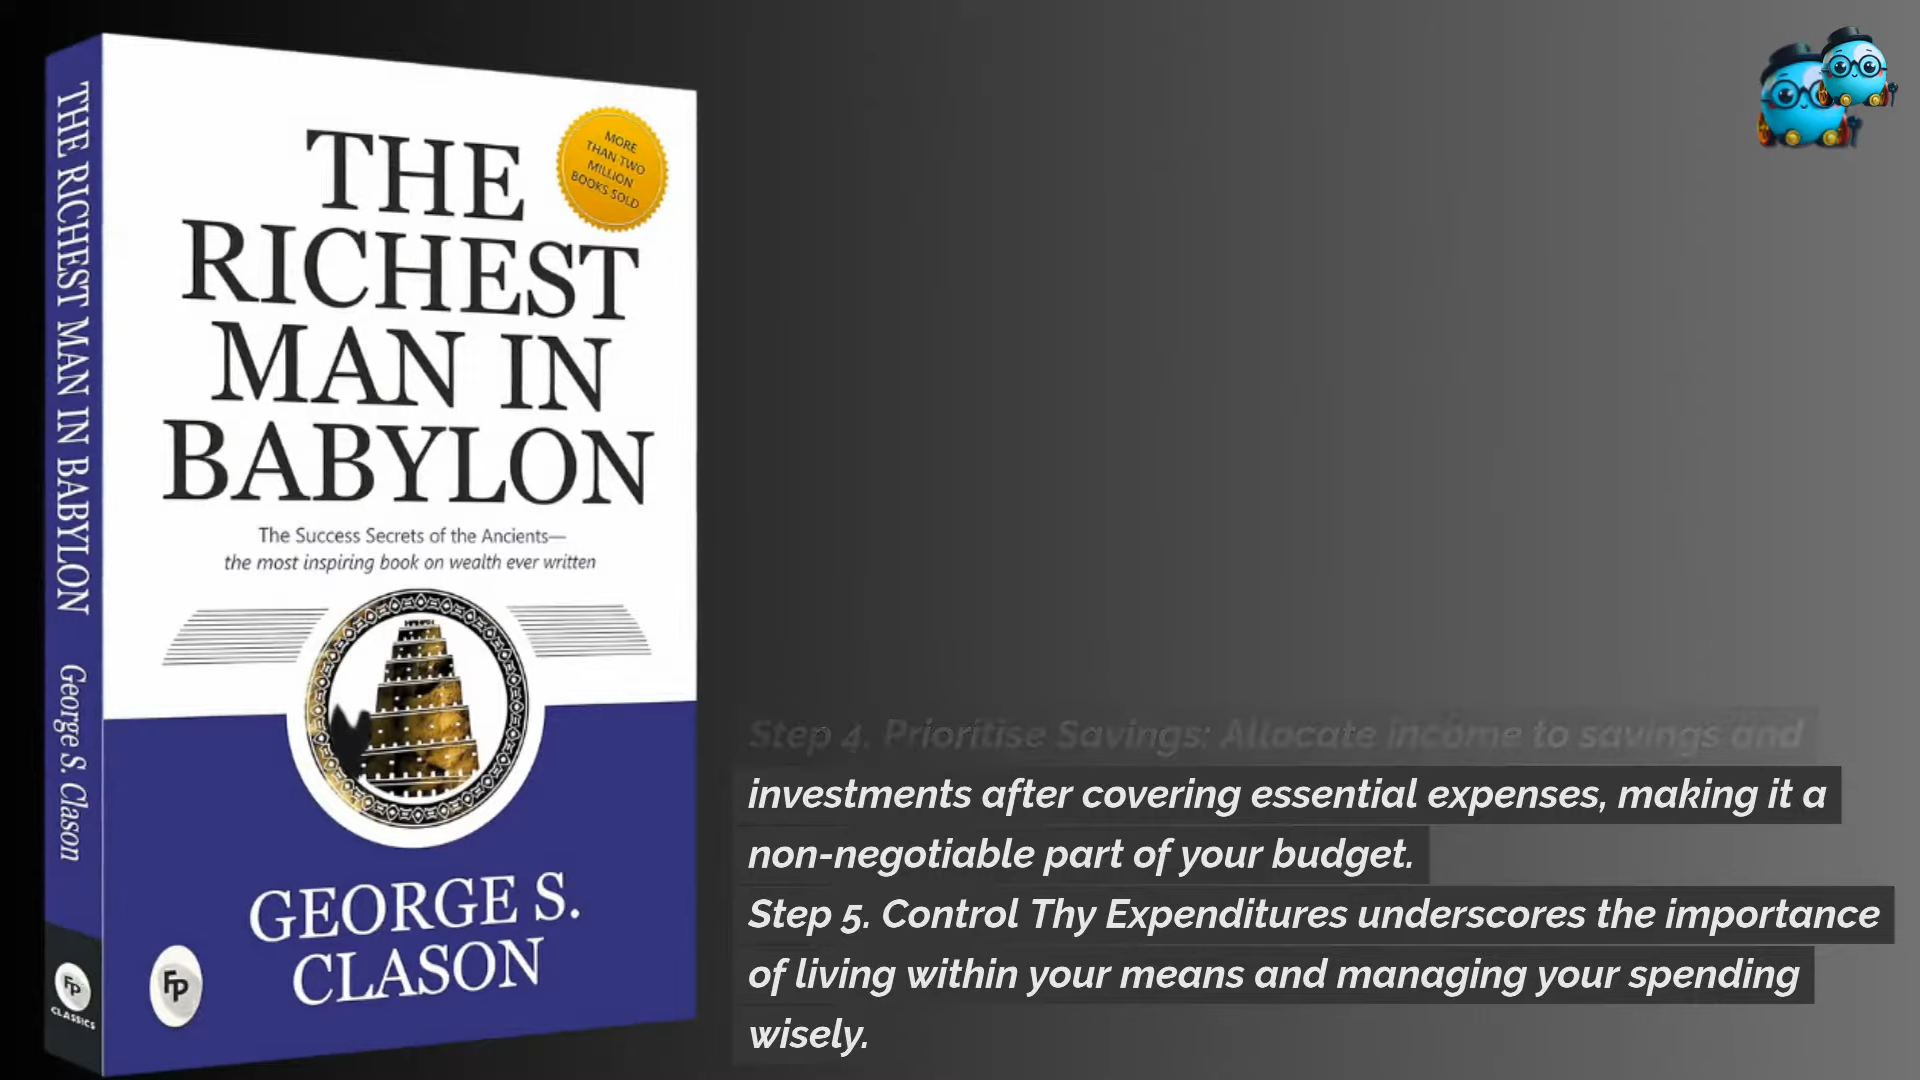 THE RICHEST MAN IN BABYLON
George S. Clason
FP
CLASSICS
THE
RICHEST
MAN IN
BABYLON
MORE
THAN TWO
MILLION
BOOKS SOLD
The Success Secrets of the Ancients—
the most inspiring book on wealth ever written
GEORGE S.
CLASON
FP
Step 4. Prioritise Savings: Allocate income to savings and
investments after covering essential expenses, making it a
non-negotiable part of your budget.
Step 5. Control Thy Expenditures underscores the importance
of living within your means and managing your spending
wisely.